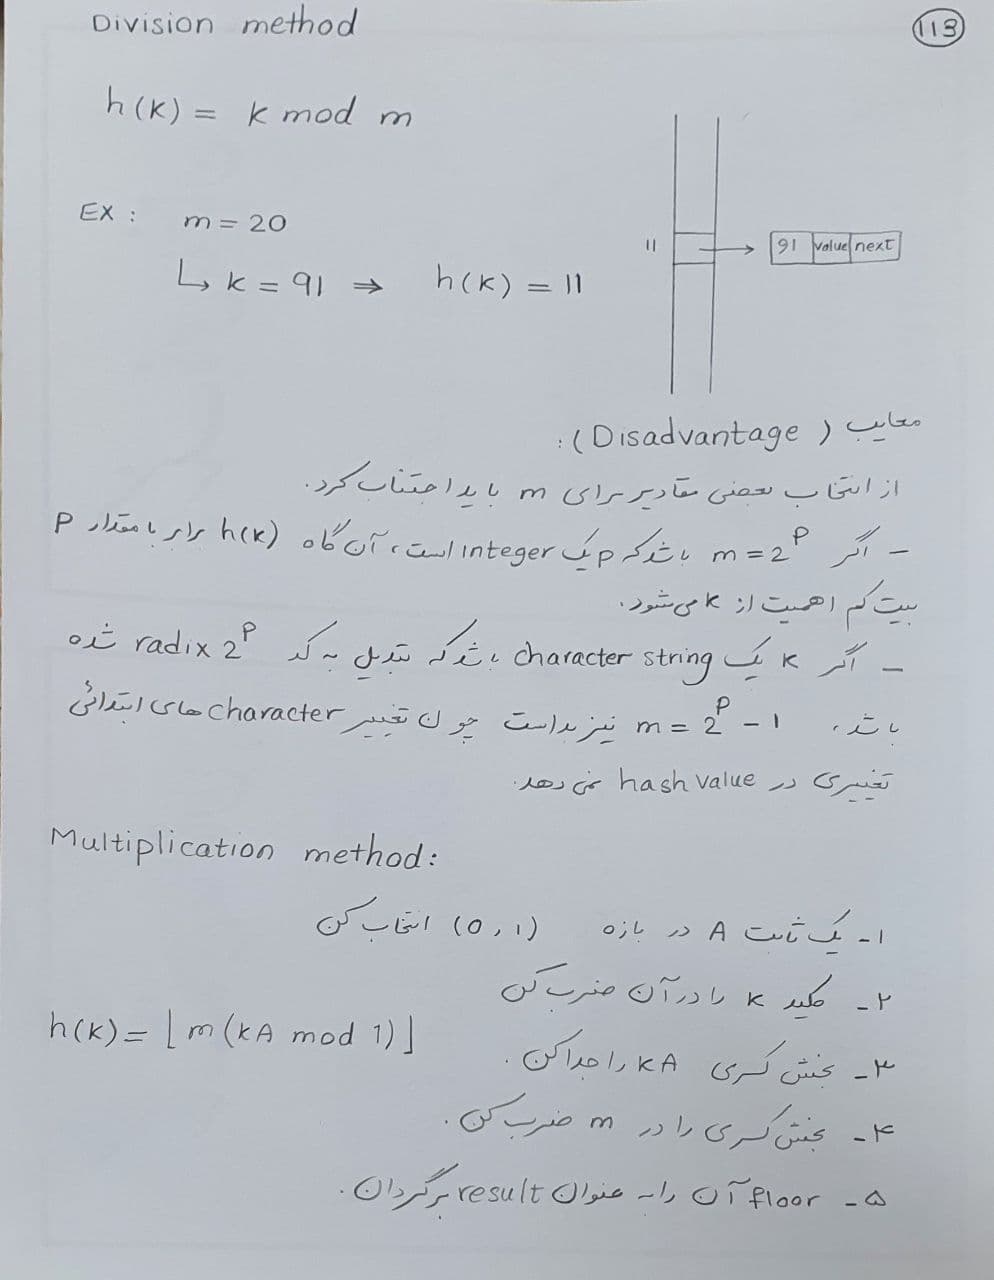 Division method
113
h(k) = k mod m
EX : m = 20
↳ k = 91 ⇒ h(k) = 11
11 → 91 value next
معایب (Disadvantage) :
از انتخاب بعضی مقادیر برای m باید اجتناب کرد.
- اگر m = 2^P باشد که p یک integer است، آن گاه h(k) برابر با مقدار P
بیت کم اهمیت از k می شود.
- اگر k یک character string باشد که تبدیل به کد radix 2^P شده
باشد، m = 2^P - 1 نیز بد است چون تغییر character های ابتدائی
تغییری در hash value نمی دهد.
Multiplication method:
۱- یک ثابت A در بازه (0,1) انتخاب کن
۲- کلید k را در آن ضرب کن
h(k) = ⌊ m (kA mod 1) ⌋
۳- بخش کسری kA را جدا کن.
۴- بخش کسری را در m ضرب کن.
۵- floor آن را به عنوان result برگردان.